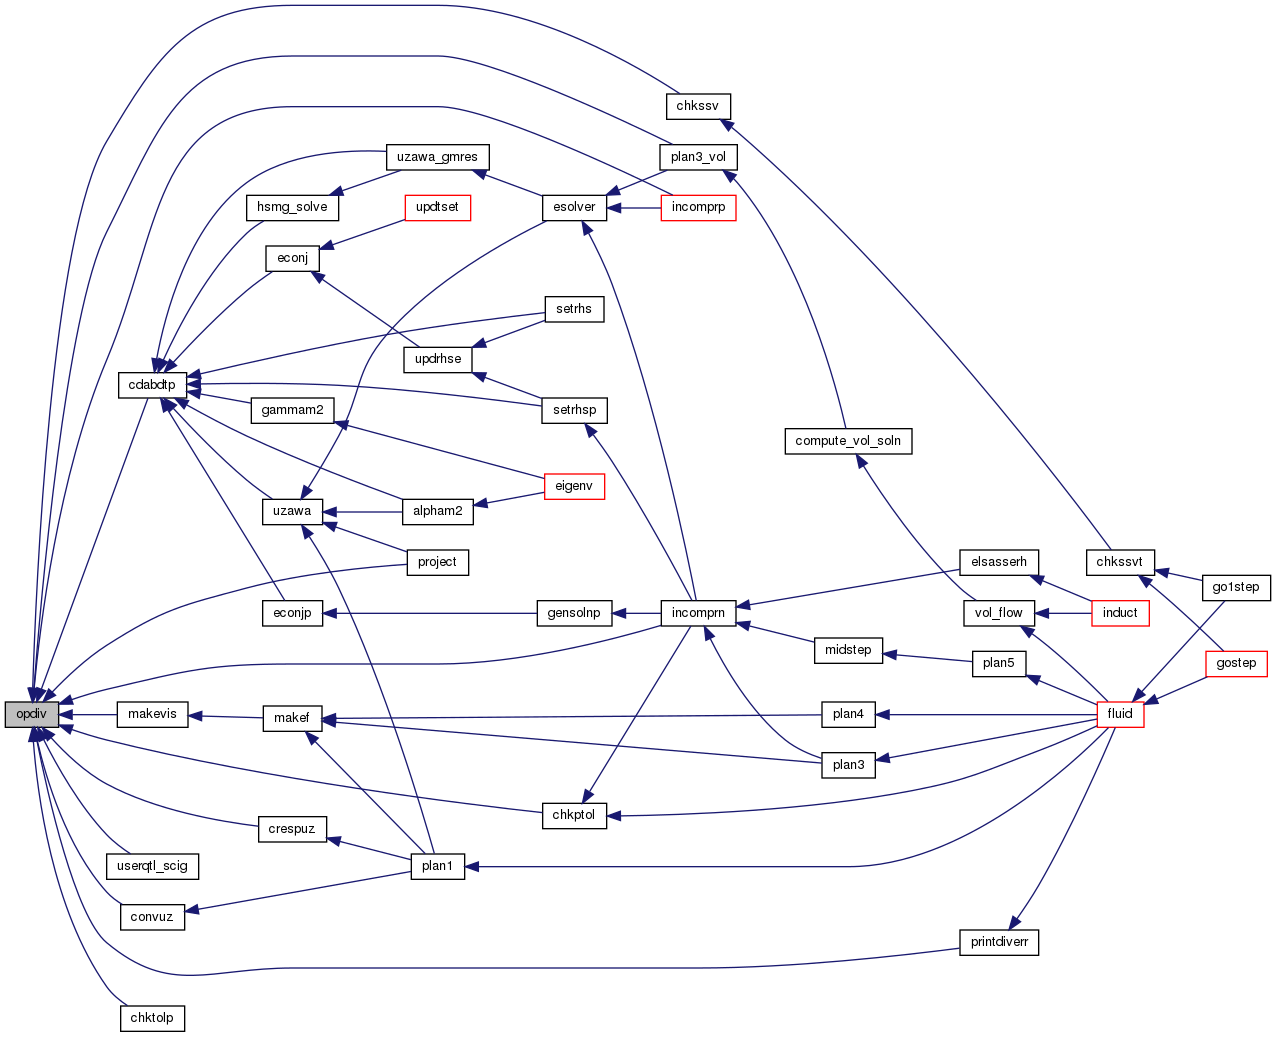 chkssv
uzawa_gmres
plan3_vol
hsmg_solve
updtset
esolver
incomprp
econj
setrhs
updrhse
cdabdtp
gammam2
setrhsp
compute_vol_soln
eigenv
uzawa
alpham2
project
elsasserh
chkssvt
go1step
econjp
gensolnp
incomprn
vol_flow
induct
midstep
plan5
gostep
opdiv
makevis
makef
plan4
fluid
plan3
chkptol
crespuz
userqtl_scig
plan1
convuz
printdiverr
chktolp